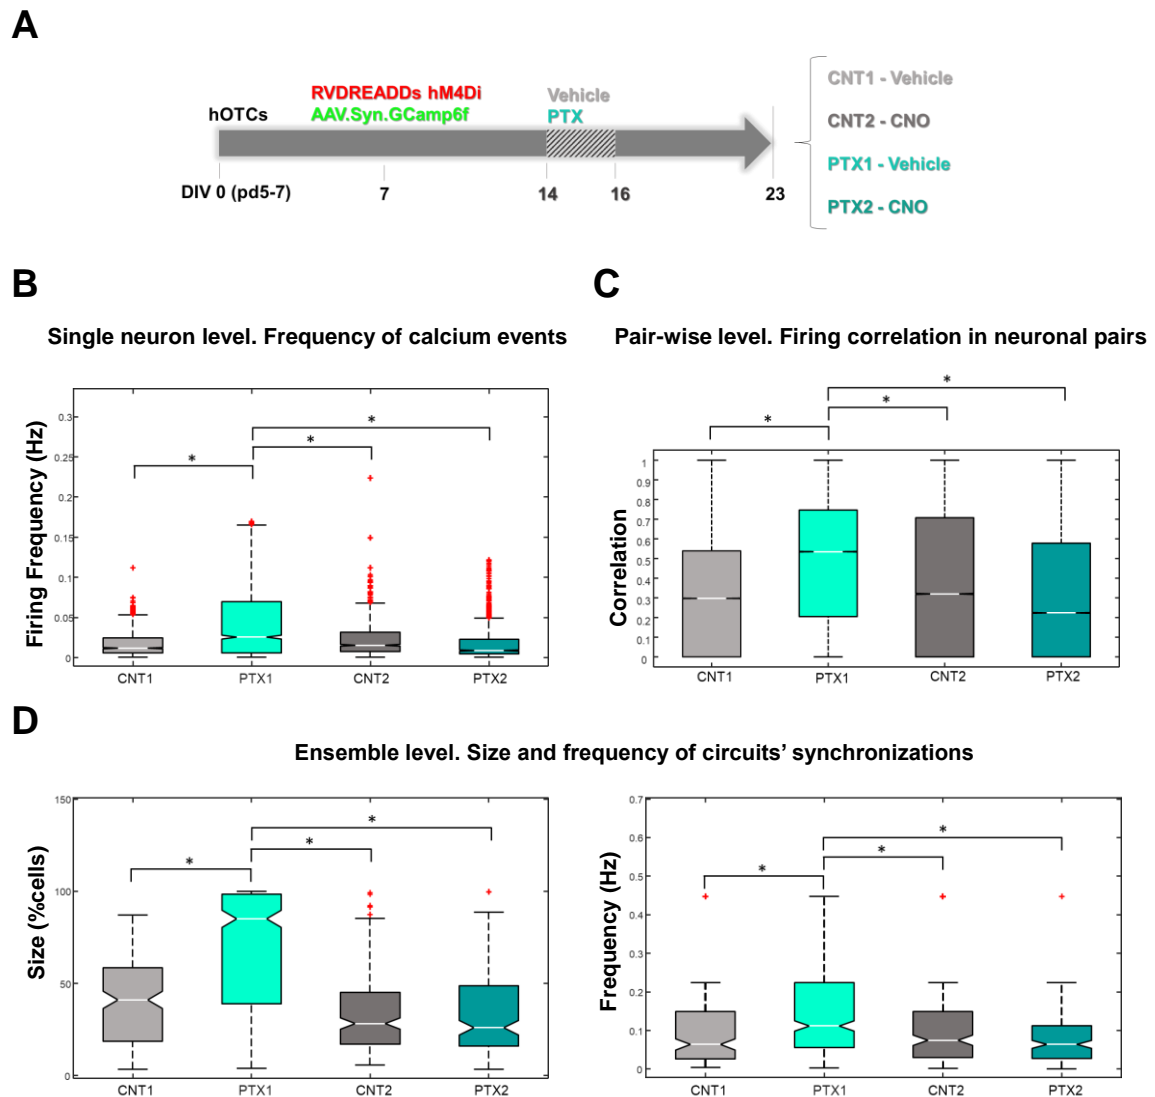 A
RVDREADDs hM4Di
AAV.Syn.GCamp6f
hOTCs
Vehicle
PTX
DIV 0 (pd5-7)
7
14
16
23
CNT1 - Vehicle
CNT2 - CNO
PTX1 - Vehicle
PTX2 - CNO
B
Single neuron level. Frequency of calcium events
Firing Frequency (Hz)
0.3
0.25
0.2
0.15
0.1
0.05
0
*
*
*
CNT1
PTX1
CNT2
PTX2
C
Pair-wise level. Firing correlation in neuronal pairs
Correlation
1
0.9
0.8
0.7
0.6
0.5
0.4
0.3
0.2
0.1
0
*
*
*
CNT1
PTX1
CNT2
PTX2
D
Ensemble level. Size and frequency of circuits’ synchronizations
Size (%cells)
150
100
50
0
*
*
*
CNT1
PTX1
CNT2
PTX2
Frequency (Hz)
0.7
0.6
0.5
0.4
0.3
0.2
0.1
0
*
*
*
CNT1
PTX1
CNT2
PTX2